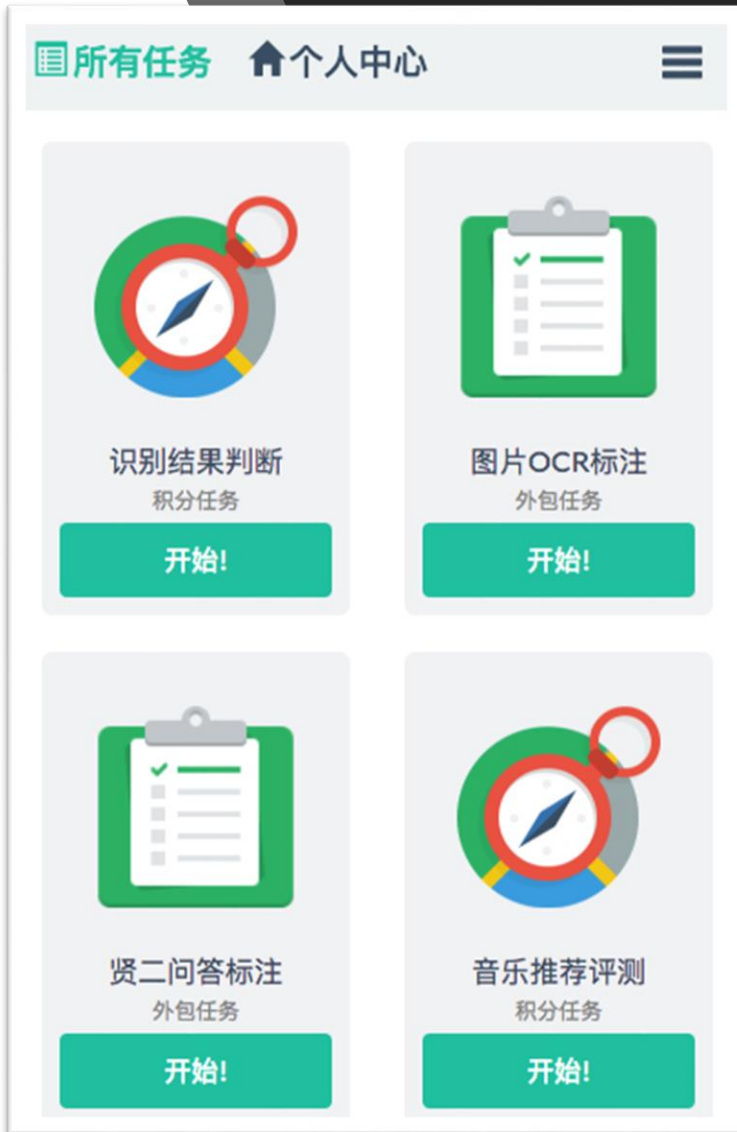 所有任务 个人中心
识别结果判断
积分任务
开始!
图片OCR标注
外包任务
开始!
贤二问答标注
外包任务
开始!
音乐推荐评测
积分任务
开始!